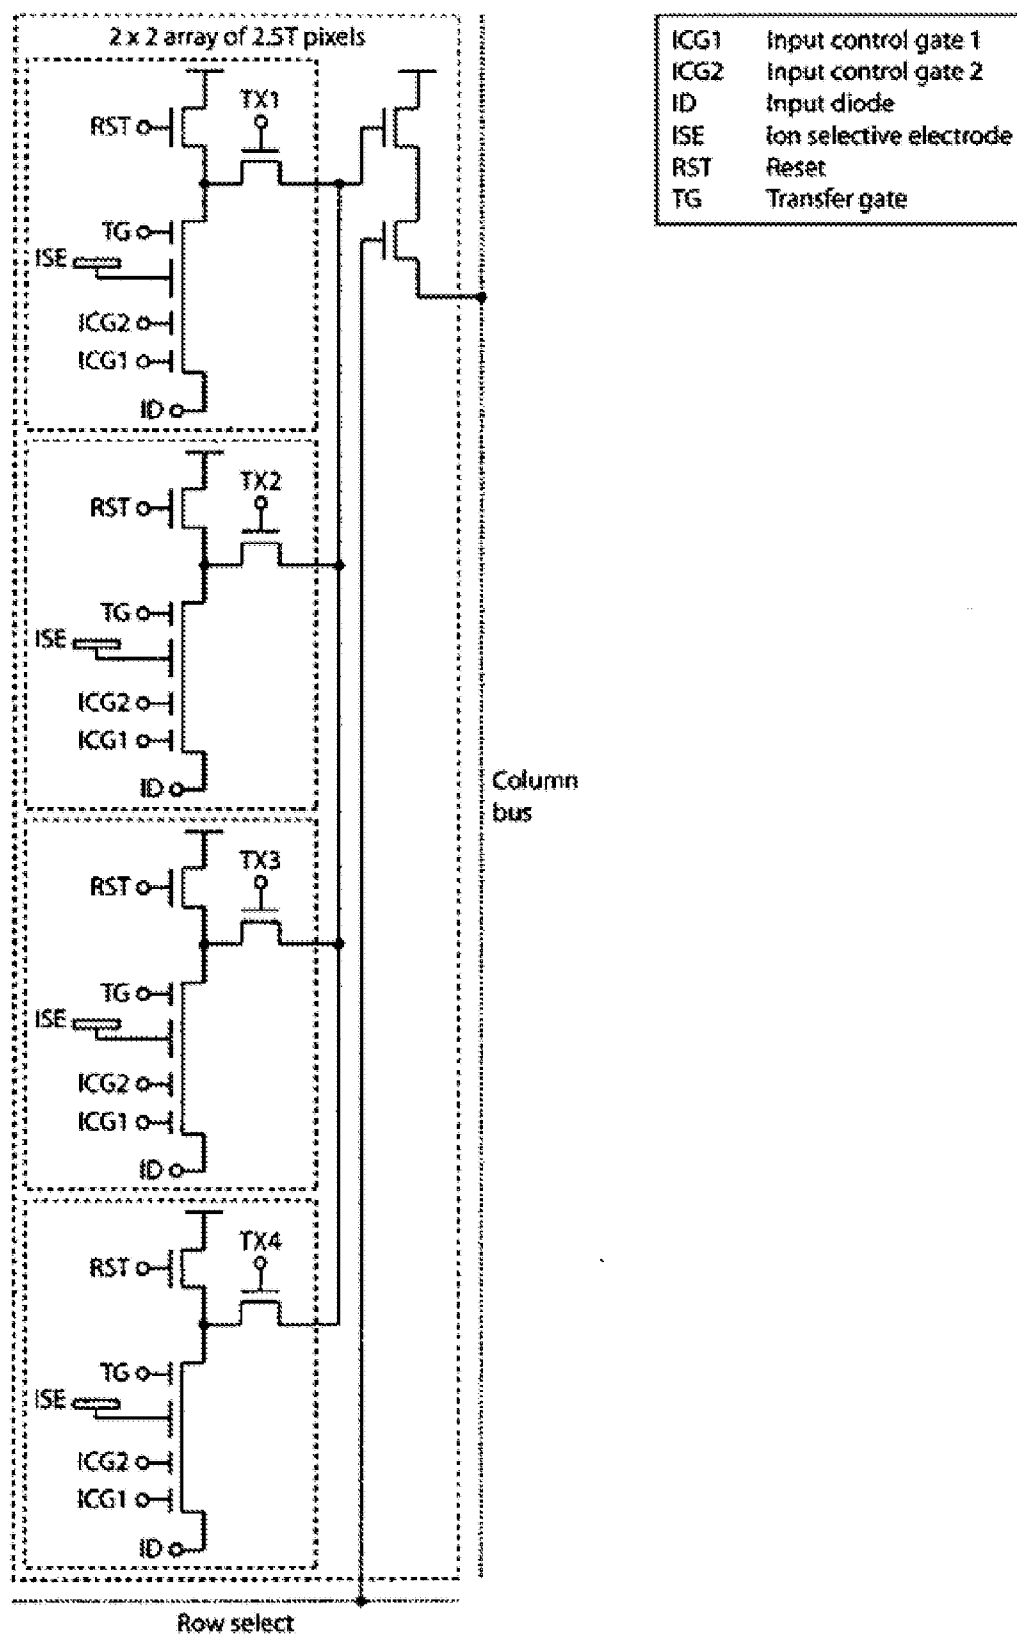 2 x 2 array of 2.5T pixels
ICG1 Input control gate 1
ICG2 Input control gate 2
ID Input diode
ISE Ion selective electrode
RST Reset
TG Transfer gate
TX1
RST
TG
ISE
ICG2
ICG1
ID
TX2
RST
TG
ISE
ICG2
ICG1
ID
Column
bus
TX3
RST
TG
ISE
ICG2
ICG1
ID
TX4
RST
TG
ISE
ICG2
ICG1
ID
Row select